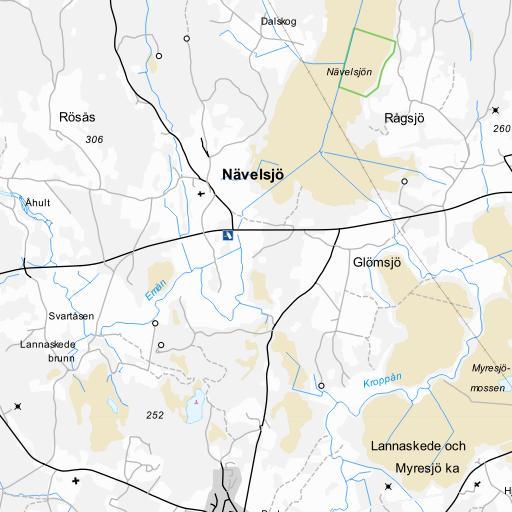 Dalskog
Nävelsjön
Rösås
306
Rågsjö
260
Nävelsjö
Åhult
Glömsjö
Emån
Svartåsen
Lannaskede
brunn
Myresjö-
mossen
Kroppån
252
Lannaskede och
Myresjö ka